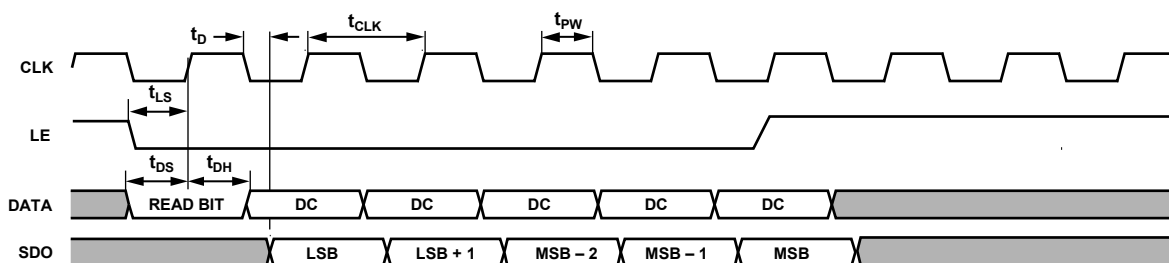 tD
tCLK
tPW
CLK
tLS
LE
tDS
tDH
DATA
READ BIT
DC
DC
DC
DC
DC
SDO
LSB
LSB + 1
MSB – 2
MSB – 1
MSB